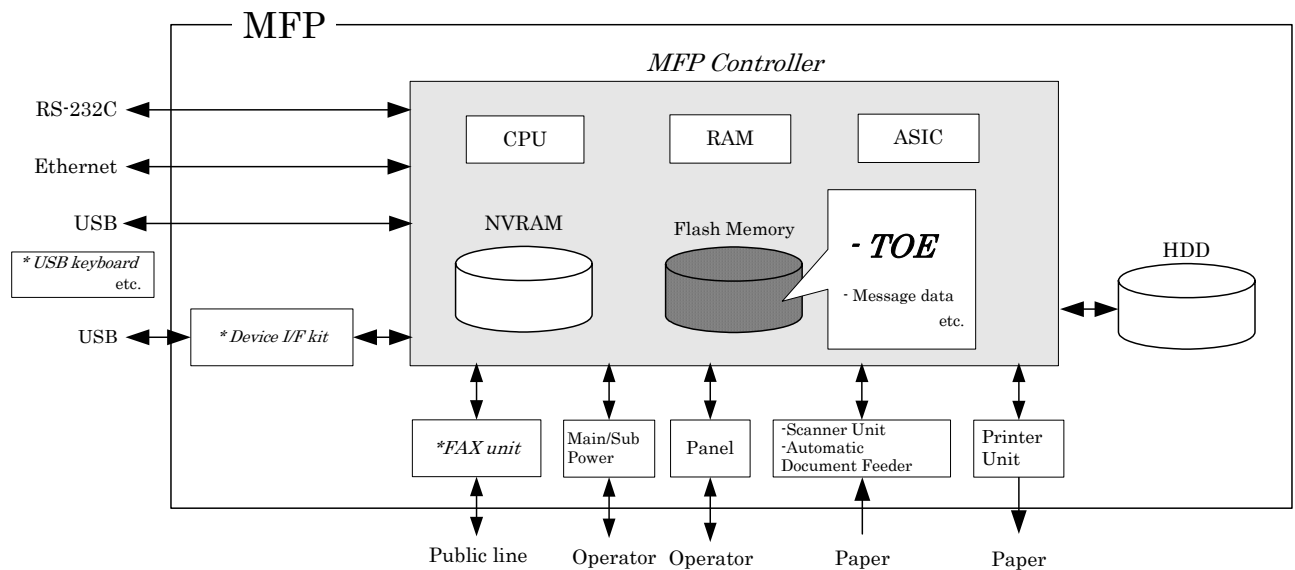 MFP
MFP Controller
RS-232C
CPU
RAM
ASIC
Ethernet
USB
NVRAM
Flash Memory
- TOE
- Message data
etc.
HDD
* USB keyboard
etc.
USB
* Device I/F kit
*FAX unit
Main/Sub
Power
Panel
-Scanner Unit
-Automatic
Document Feeder
Printer
Unit
Public line
Operator
Operator
Paper
Paper